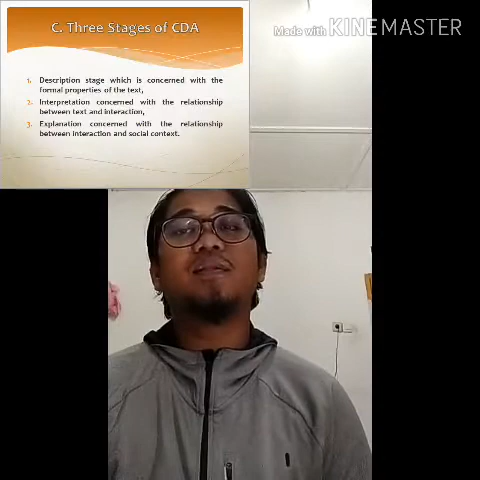 C. Three Stages of CDA
Made with KINEMASTER
1. Description stage which is concerned with the
formal properties of the text,
2. Interpretation concerned with the relationship
between text and interaction,
3. Explanation concerned with the relationship
between interaction and social context.